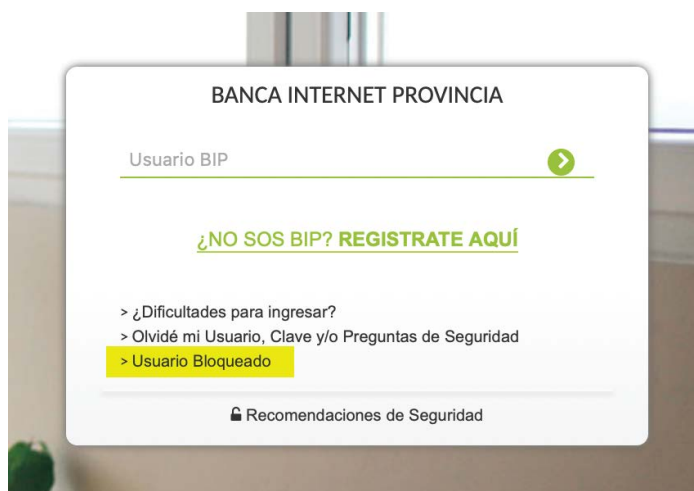 BANCA INTERNET PROVINCIA
Usuario BIP
¿NO SOS BIP? REGISTRATE AQUÍ
> ¿Dificultades para ingresar?
> Olvidé mi Usuario, Clave y/o Preguntas de Seguridad
> Usuario Bloqueado
Recomendaciones de Seguridad